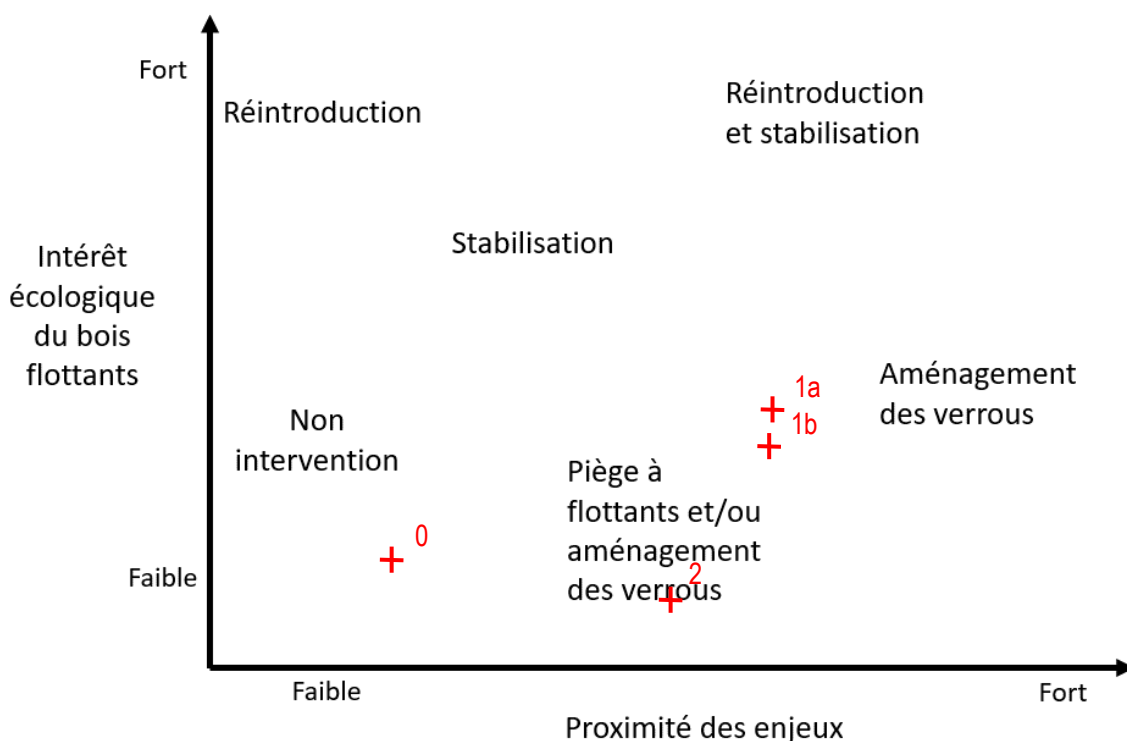 Fort
Réintroduction
Réintroduction
et stabilisation
Stabilisation
Intérêt
écologique
du bois
flottants
1a
Aménagement
des verrous
1b
Non
intervention
Piège à
flottants et/ou
aménagement
des verrous
0
2
Faible
Faible
Fort
Proximité des enjeux